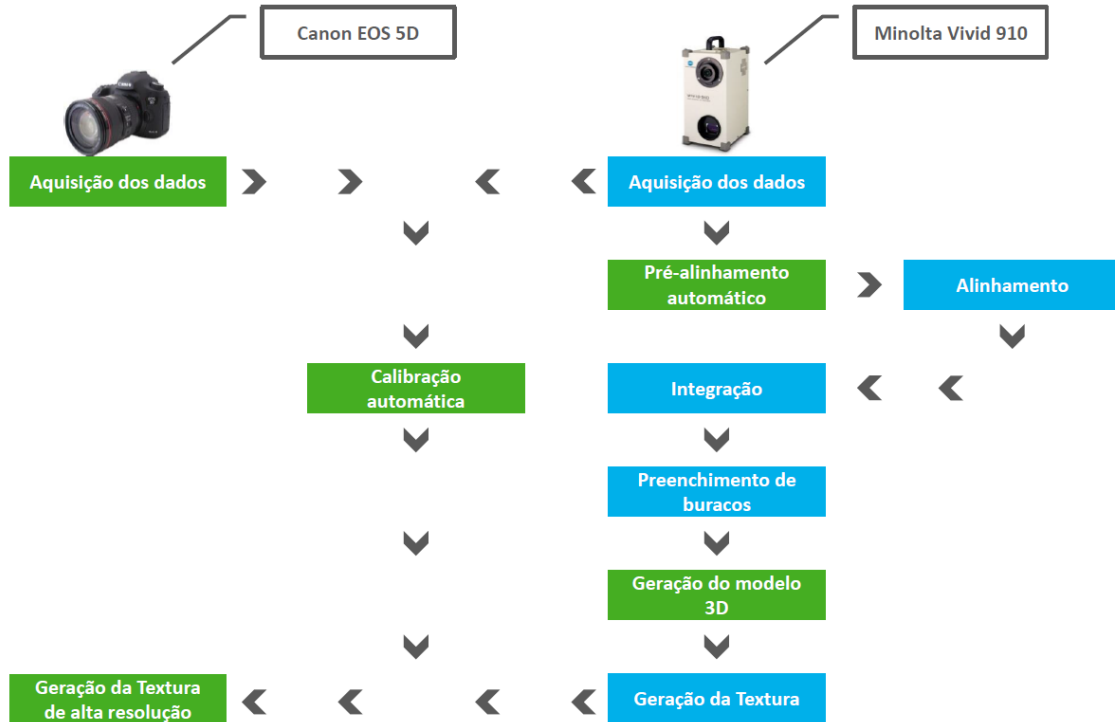 Canon EOS 5D
Minolta Vivid 910
Aquisição dos dados
Aquisição dos dados
Pré-alinhamento
automático
Alinhamento
Calibração
automática
Integração
Preenchimento de
buracos
Geração do modelo
3D
Geração da Textura
de alta resolução
Geração da Textura